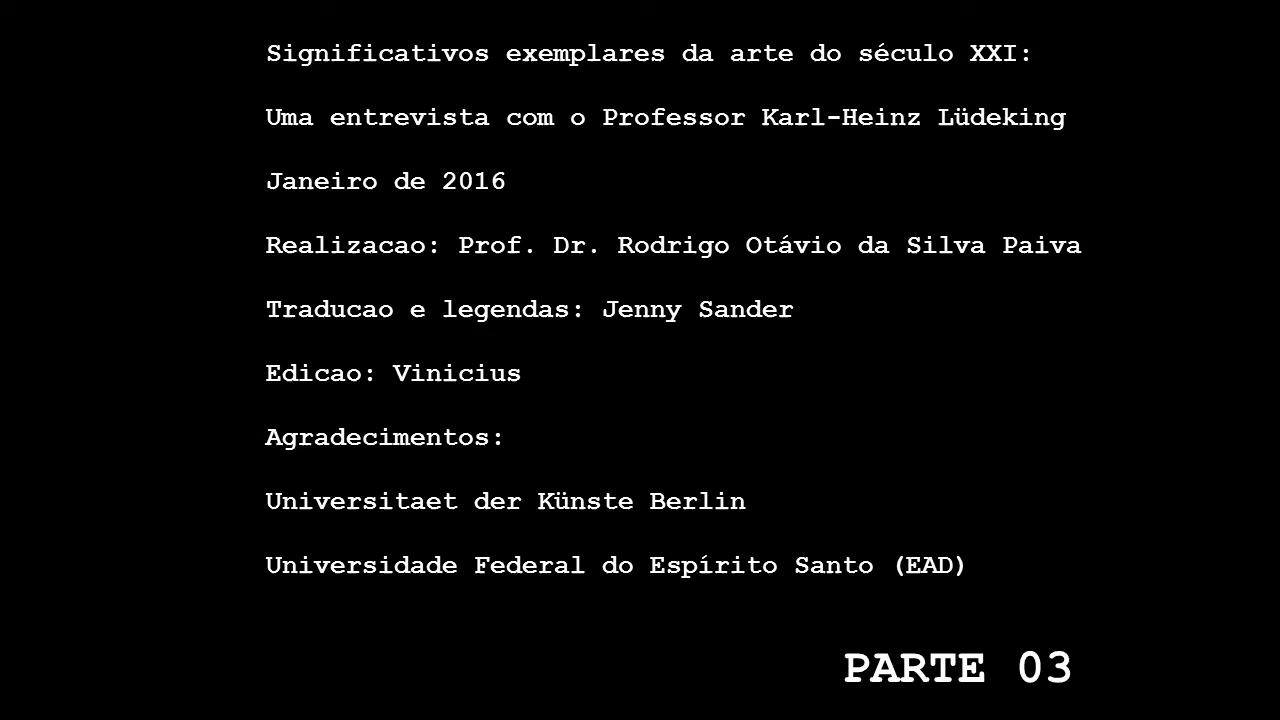 Significativos exemplares da arte do século XXI:
Uma entrevista com o Professor Karl-Heinz Lüdeking
Janeiro de 2016
Realizacao: Prof. Dr. Rodrigo Otávio da Silva Paiva
Traducao e legendas: Jenny Sander
Edicao: Vinicius
Agradecimentos:
Universitaet der Künste Berlin
Universidade Federal do Espírito Santo (EAD)
PARTE 03